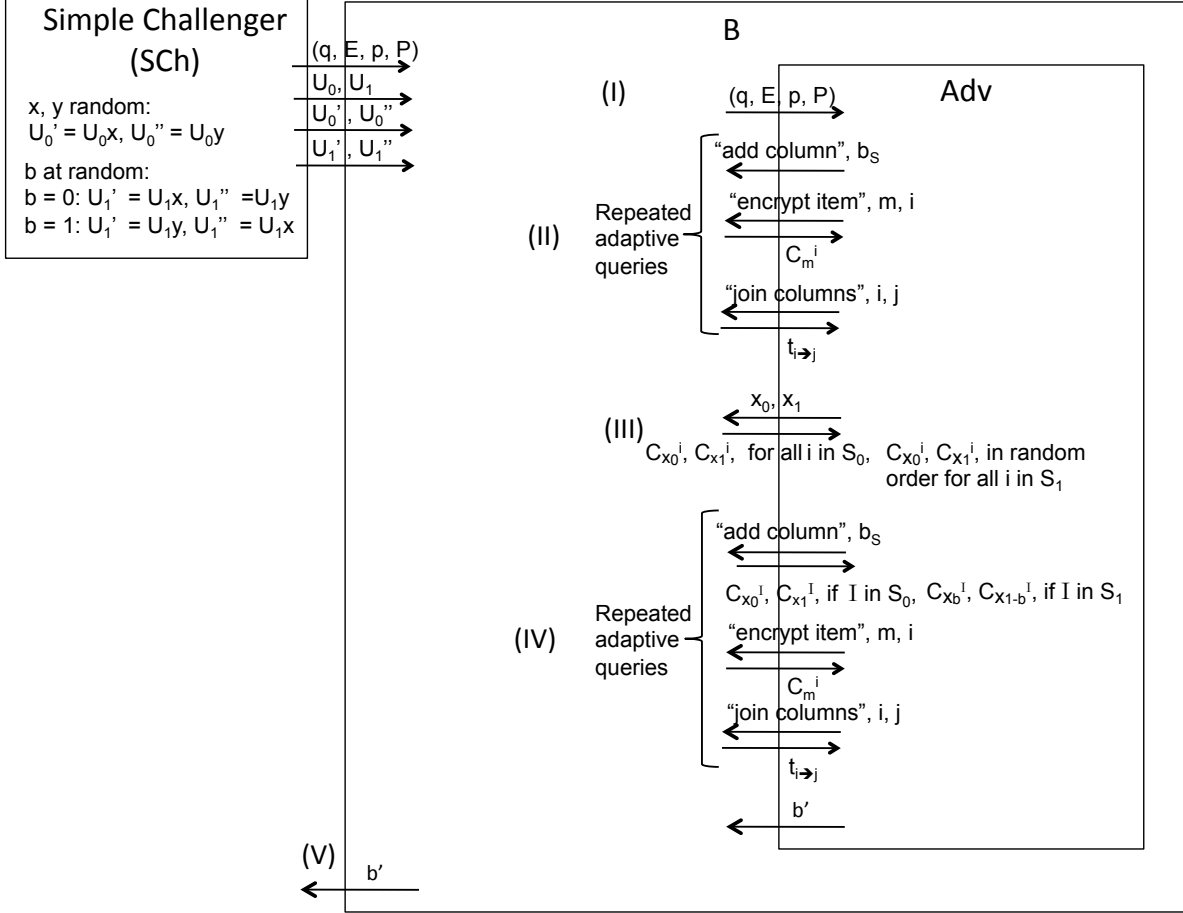 Simple Challenger
(SCh)
x, y random:
U₀' = U₀x, U₀'' = U₀y
b at random:
b = 0: U₁' = U₁x, U₁'' =U₁y
b = 1: U₁' = U₁y, U₁'' = U₁x
(q, E, p, P)
U₀, U₁
U₀' , U₀''
U₁' , U₁''
B
Adv
(I)
(q, E, p, P)
(II)
Repeated
adaptive
queries
“add column”, bS
“encrypt item”, m, i
Cmⁱ
“join columns”, i, j
ti➔j
(III)
x₀, x₁
Cx₀ⁱ, Cx₁ⁱ, for all i in S₀, Cx₀ⁱ, Cx₁ⁱ, in random
order for all i in S₁
(IV)
Repeated
adaptive
queries
“add column”, bS
Cx₀ᴵ, Cx₁ᴵ, if I in S₀, Cxbᴵ, Cx1-bᴵ, if I in S₁
“encrypt item”, m, i
Cmⁱ
“join columns”, i, j
ti➔j
b’
(V)
b’